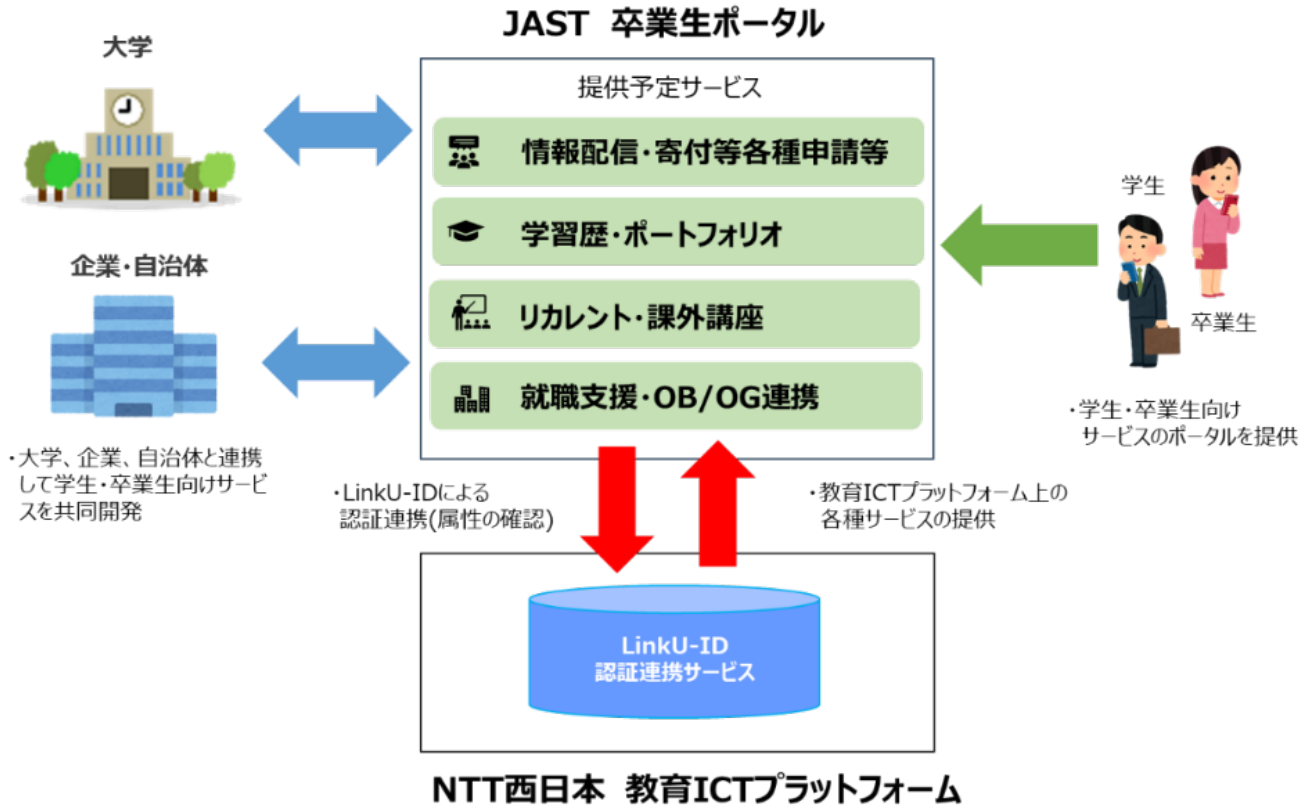 JAST 卒業生ポータル
大学
提供予定サービス
情報配信・寄付等各種申請等
学習歴・ポートフォリオ
リカレント・課外講座
就職支援・OB/OG連携
企業・自治体
・大学、企業、自治体と連携
して学生・卒業生向けサービ
スを共同開発
学生
卒業生
・学生・卒業生向け
サービスのポータルを提供
・LinkU-IDによる
認証連携(属性の確認)
・教育ICTプラットフォーム上の
各種サービスの提供
LinkU-ID
認証連携サービス
NTT西日本 教育ICTプラットフォーム